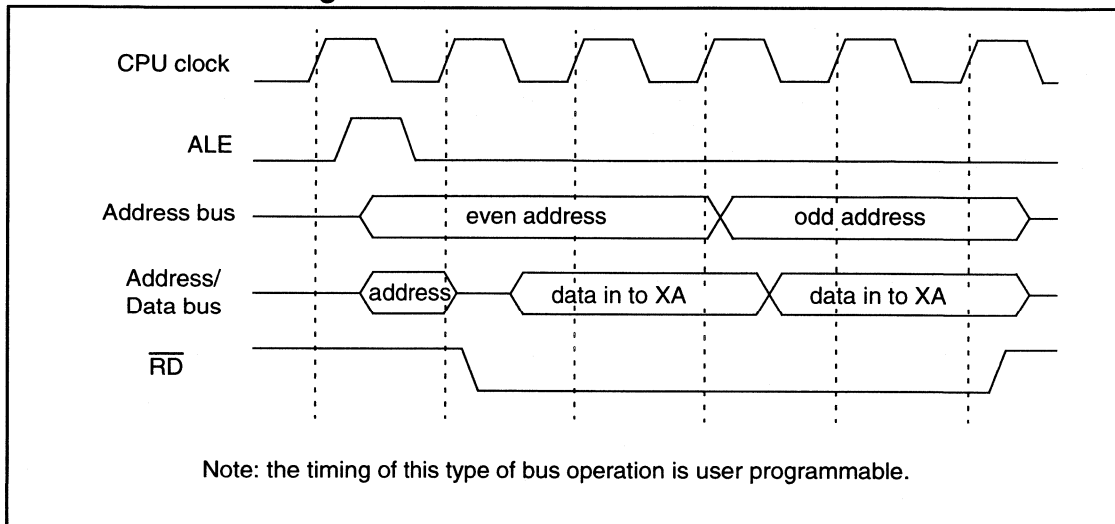 CPU clock
ALE
Address bus
even address
odd address
Address/
Data bus
address
data in to XA
data in to XA
RD
Note: the timing of this type of bus operation is user programmable.